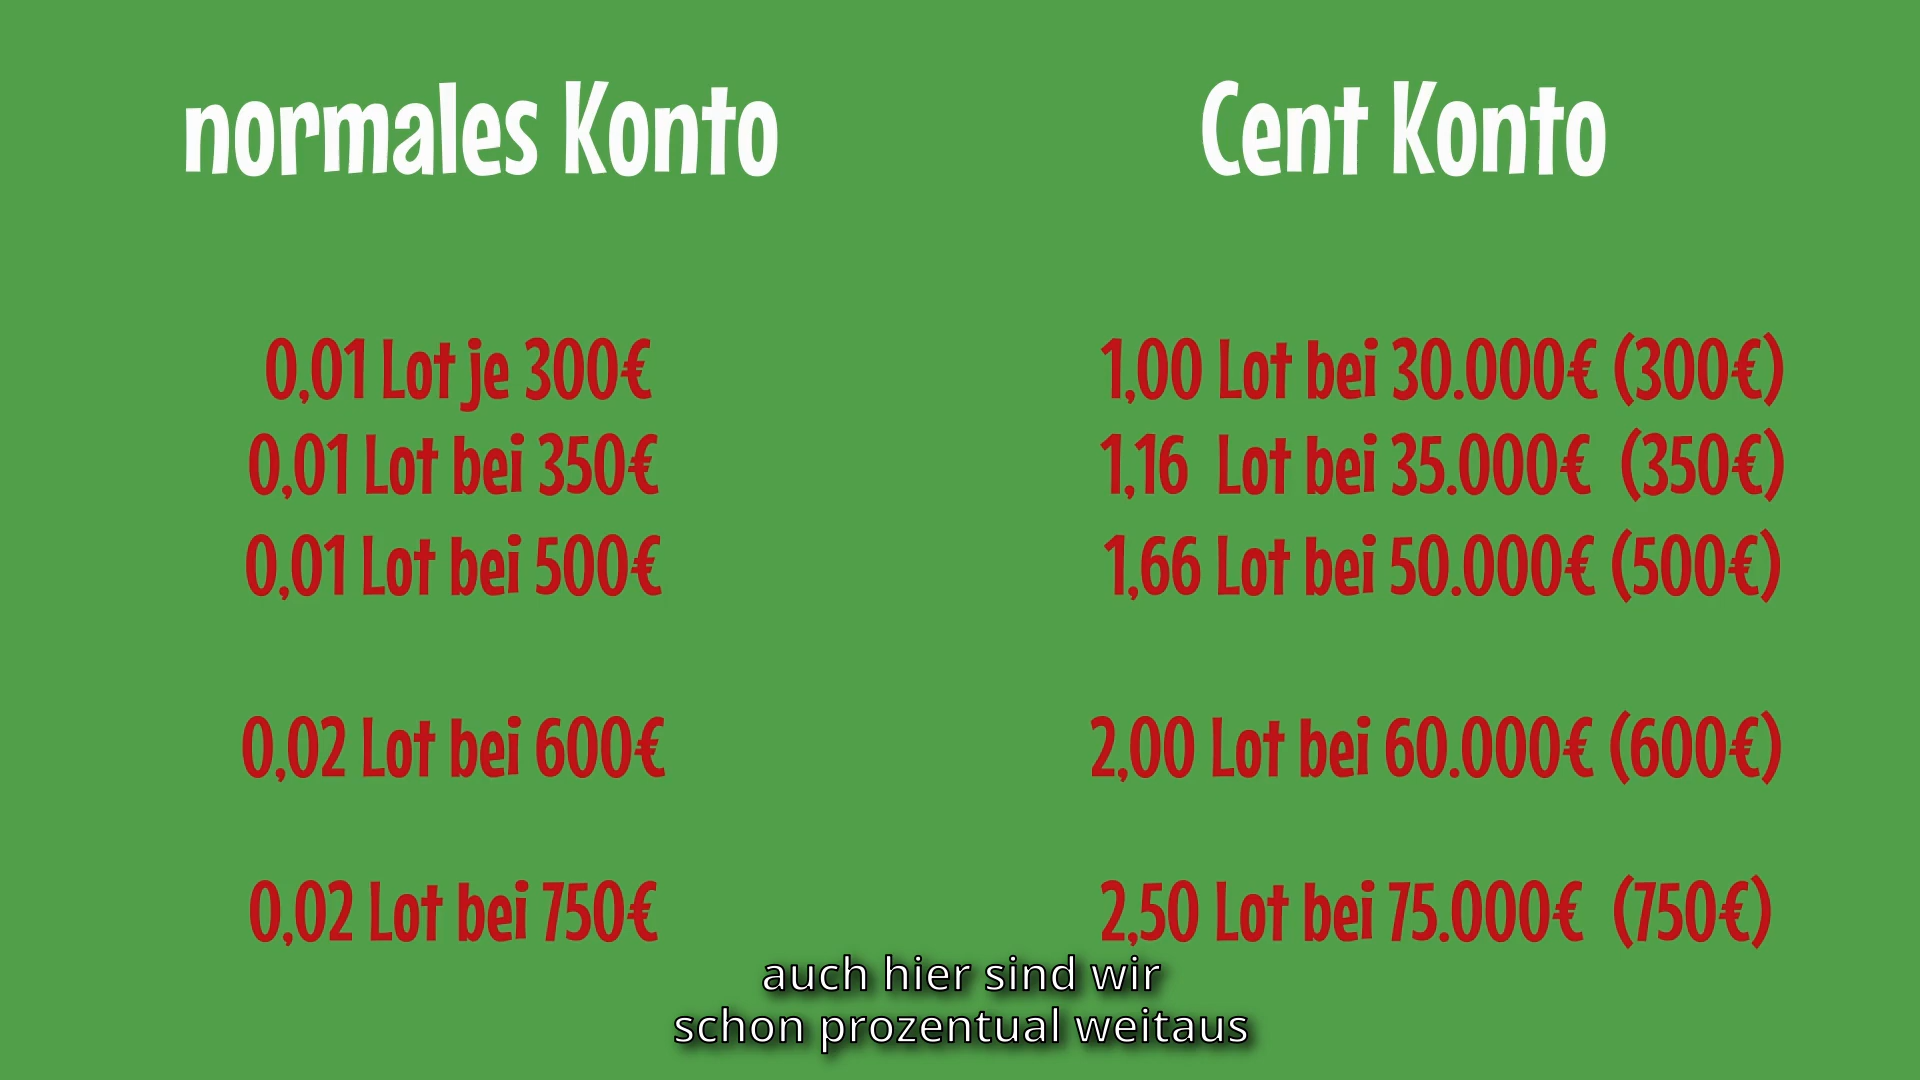 normales Konto
Cent Konto
0,01 Lot je 300€
1,00 Lot bei 30.000€ (300€)
0,01 Lot bei 350€
1,16 Lot bei 35.000€ (350€)
0,01 Lot bei 500€
1,66 Lot bei 50.000€ (500€)
0,02 Lot bei 600€
2,00 Lot bei 60.000€ (600€)
0,02 Lot bei 750€
2,50 Lot bei 75.000€ (750€)
auch hier sind wir
schon prozentual weitaus